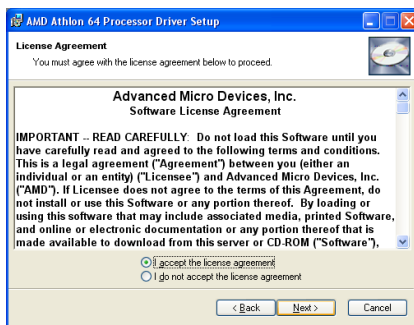 AMD Athlon 64 Processor Driver Setup
License Agreement
You must agree with the license agreement below to proceed.
Advanced Micro Devices, Inc.
Software License Agreement
IMPORTANT -- READ CAREFULLY: Do not load this Software until you
have carefully read and agreed to the following terms and conditions.
This is a legal agreement ("Agreement") between you (either an
individual or an entity) ("Licensee") and Advanced Micro Devices, Inc.
("AMD"). If Licensee does not agree to the terms of this Agreement, do
not install or use this Software or any portion thereof. By loading or
using this software that may include associated media, printed Software,
and online or electronic documentation or any portion thereof that is
made available to download from this server or CD-ROM ("Software"),
I accept the license agreement
I do not accept the license agreement
< Back Next > Cancel